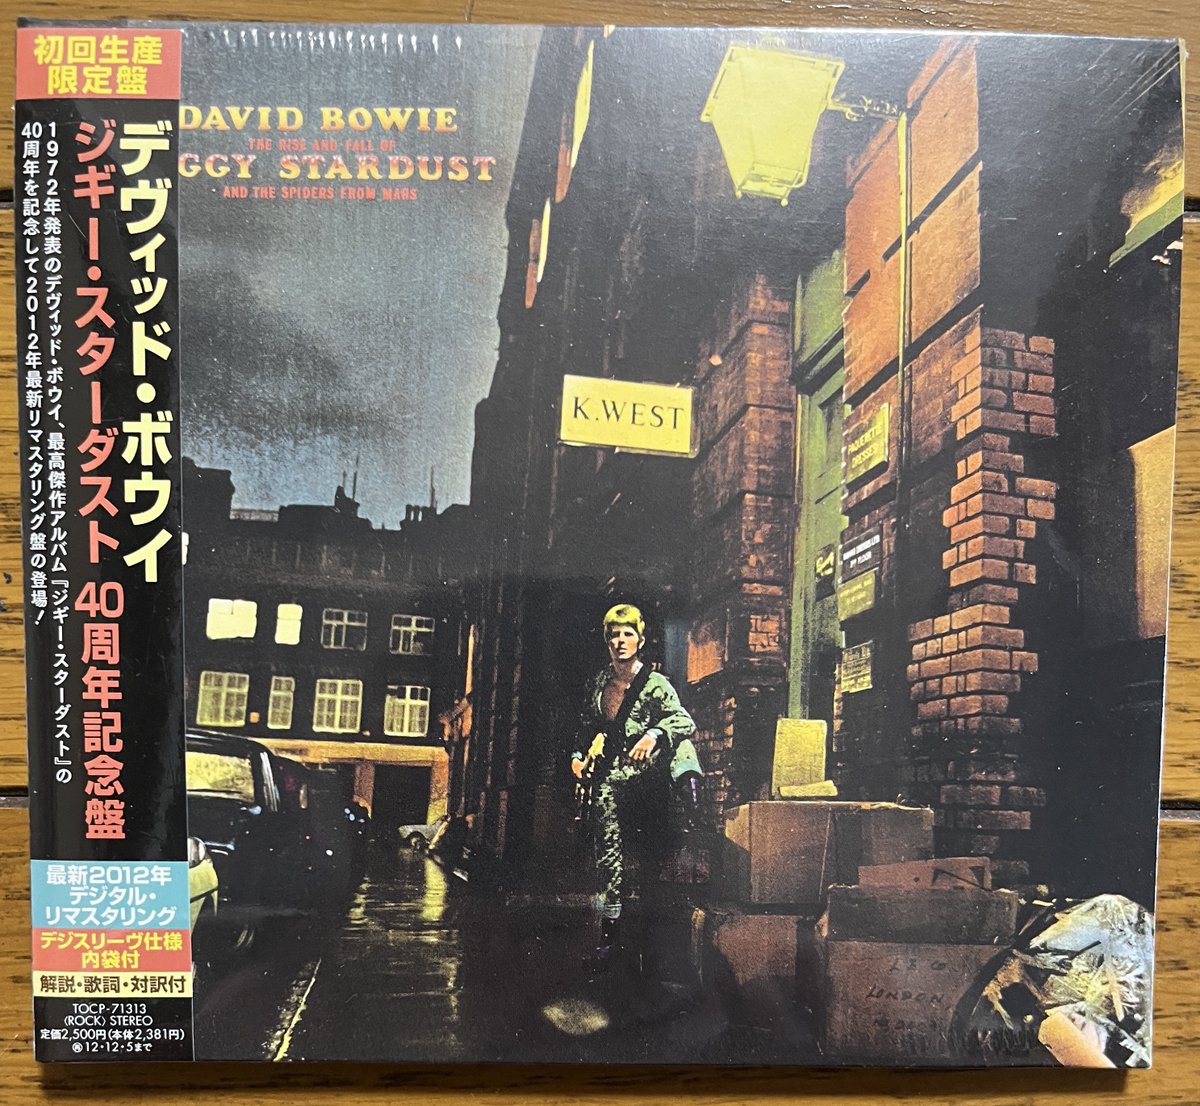 初回生産
限定盤
デヴィッド・ボウイ
ジギー・スターダスト 40周年記念盤
1972年発表のデヴィッド・ボウイ、最高傑作アルバム『ジギー・スターダスト』の
40周年を記念して2012年最新リマスタリング盤の登場!
最新2012年
デジタル・
リマスタリング
デジスリーヴ仕様
内袋付
解説・歌詞・対訳付
TOCP-71313
(ROCK) STEREO
定価2,500円(本体2,381円)
12・12・5まで
DAVID BOWIE
THE RISE AND FALL OF
GGY STARDUST
AND THE SPIDERS FROM MARS
K.WEST
LONDON